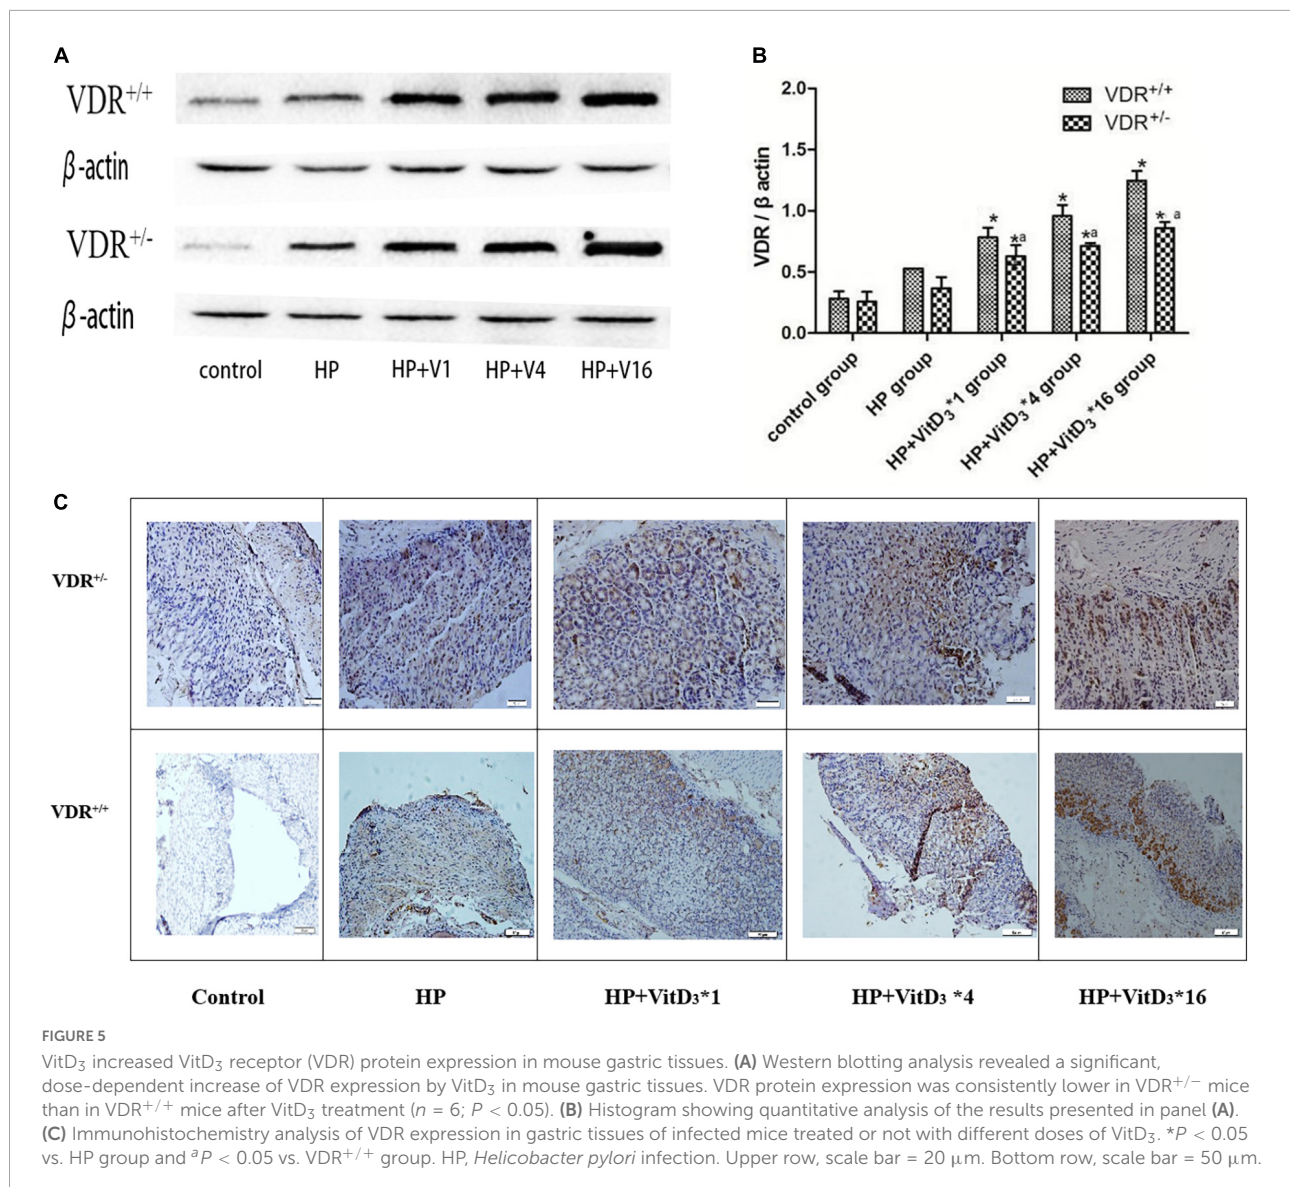 A
VDR+/+
β-actin
VDR+/-
β-actin
control HP HP+V1 HP+V4 HP+V16
B
VDR+/+
VDR+/-
2.0
1.5
1.0
0.5
0.0
VDR / β actin
* *a * *a * * a
control group
HP group
HP+VitD₃*1 group
HP+VitD₃*4 group
HP+VitD₃*16 group
C
VDR+/-
VDR+/+
Control HP HP+VitD₃*1 HP+VitD₃ *4 HP+VitD₃*16
FIGURE 5
VitD₃ increased VitD₃ receptor (VDR) protein expression in mouse gastric tissues. (A) Western blotting analysis revealed a significant,
dose-dependent increase of VDR expression by VitD₃ in mouse gastric tissues. VDR protein expression was consistently lower in VDR+/− mice
than in VDR+/+ mice after VitD₃ treatment (n = 6; P < 0.05). (B) Histogram showing quantitative analysis of the results presented in panel (A).
(C) Immunohistochemistry analysis of VDR expression in gastric tissues of infected mice treated or not with different doses of VitD₃. *P < 0.05
vs. HP group and ᵃP < 0.05 vs. VDR+/+ group. HP, Helicobacter pylori infection. Upper row, scale bar = 20 μm. Bottom row, scale bar = 50 μm.